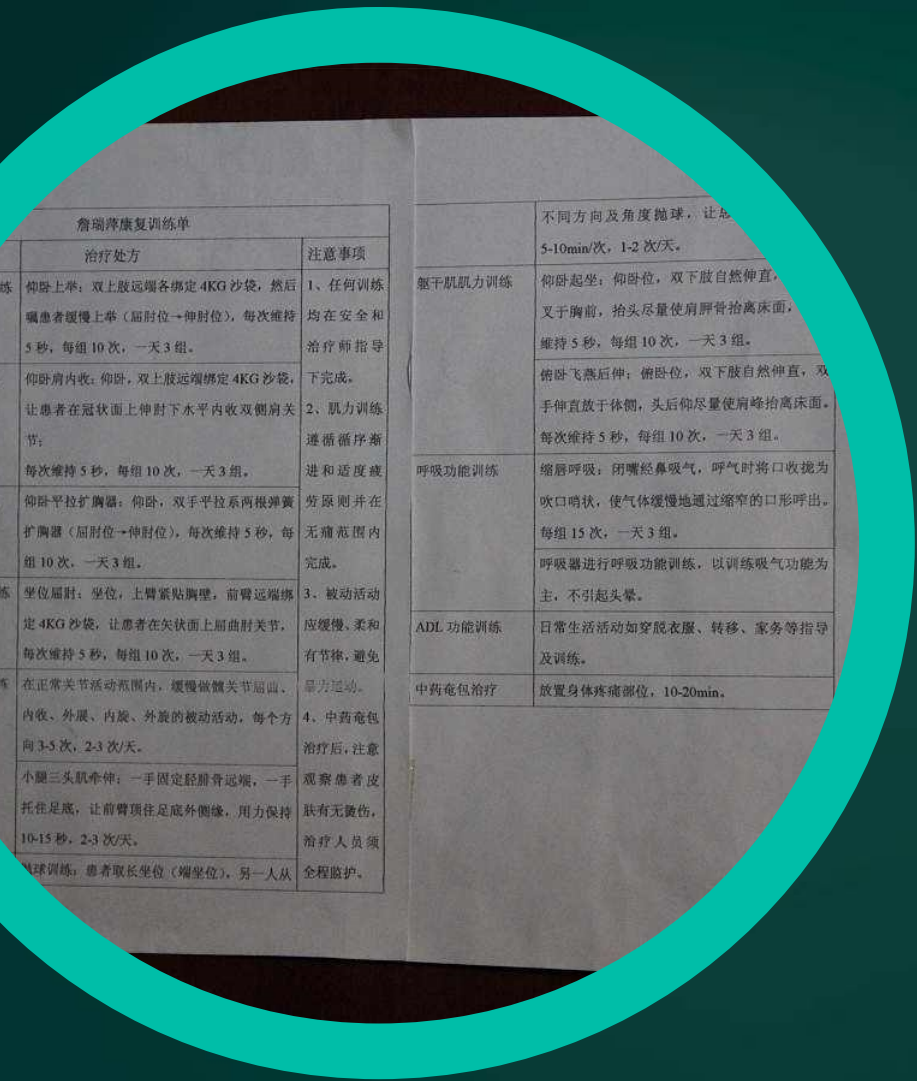 詹瑞萍康复训练单
治疗处方
注意事项
练
仰卧上举：双上肢远端各绑定 4KG 沙袋，然后
嘱患者缓慢上举（屈肘位→伸肘位），每次维持
5 秒，每组 10 次，一天 3 组。
仰卧肩内收：仰卧，双上肢远端绑定 4KG 沙袋，
让患者在冠状面上伸肘下水平内收双侧肩关
节；
每次维持 5 秒，每组 10 次，一天 3 组。
仰卧平拉扩胸器：仰卧，双手平拉系两根弹簧
扩胸器（屈肘位→伸肘位），每次维持 5 秒，每
组 10 次，一天 3 组。
练
坐位屈肘：坐位，上臂紧贴胸壁，前臂远端绑
定 4KG 沙袋，让患者在矢状面上屈曲肘关节，
每次维持 5 秒，每组 10 次，一天 3 组。
练
在正常关节活动范围内，缓慢做髋关节屈曲、
内收、外展、内旋、外旋的被动活动，每个方
向 3-5 次，2-3 次/天。
小腿三头肌牵伸：一手固定胫腓骨远端，一手
托住足底，让前臂顶住足底外侧缘，用力保持
10-15 秒，2-3 次/天。
球训练：患者取长坐位（端坐位），另一人从
1、任何训练
均在安全和
治疗师指导
下完成。
2、肌力训练
遵循循序渐
进和适度疲
劳原则并在
无痛范围内
完成。
3、被动活动
应缓慢、柔和
有节律，避免
暴力运动。
4、中药奄包
治疗后，注意
观察患者皮
肤有无烫伤，
治疗人员须
全程监护。
不同方向及角度抛球，让
5-10min/次，1-2 次/天。
躯干肌肌力训练
仰卧起坐：仰卧位，双下肢自然伸直，
叉于胸前，抬头尽量使肩胛骨抬离床面，
维持 5 秒，每组 10 次，一天 3 组。
俯卧飞燕后伸：俯卧位，双下肢自然伸直，双
手伸直放于体侧，头后仰尽量使肩峰抬离床面。
每次维持 5 秒，每组 10 次，一天 3 组。
呼吸功能训练
缩唇呼吸：闭嘴经鼻吸气，呼气时将口收拢为
吹口哨状，使气体缓慢地通过缩窄的口形呼出。
每组 15 次，一天 3 组。
呼吸器进行呼吸功能训练，以训练吸气功能为
主，不引起头晕。
ADL 功能训练
日常生活活动如穿脱衣服、转移、家务等指导
及训练。
中药奄包治疗
放置身体疼痛部位，10-20min。